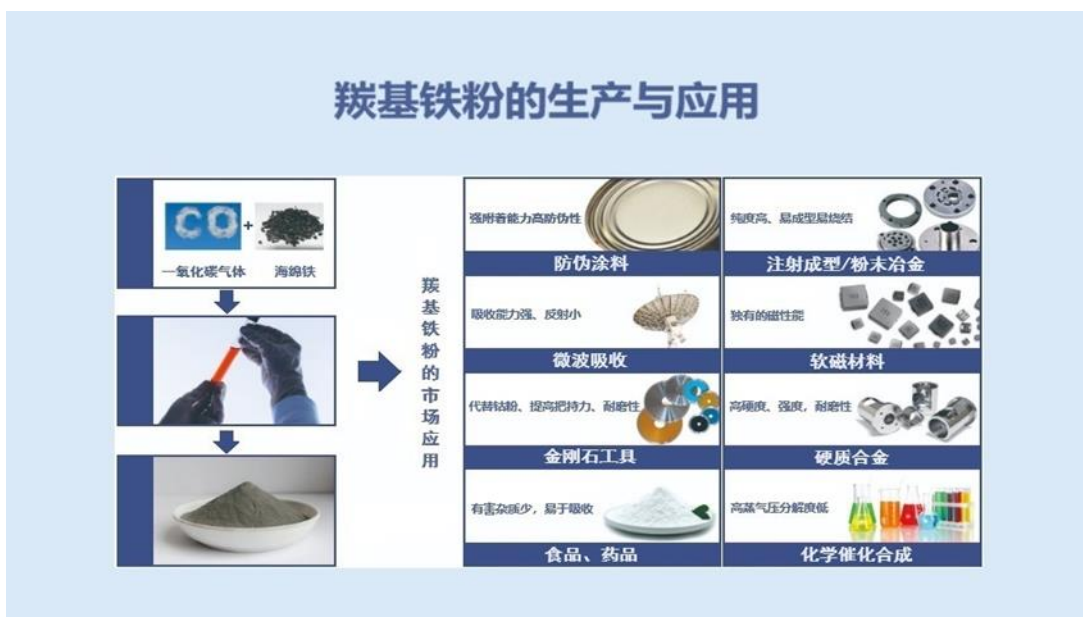 羰基铁粉的生产与应用
CO
+
一氧化碳气体
海绵铁
羰基铁粉的市场应用
强附着能力高防伪性
防伪涂料
纯度高、易成型易烧结
注射成型/粉末冶金
吸收能力强、反射小
微波吸收
独有的磁性能
软磁材料
代替钴粉、提高把持力、耐磨性
金刚石工具
高硬度、强度，耐磨性
硬质合金
有害杂质少，易于吸收
食品、药品
高蒸气压分解度低
化学催化合成